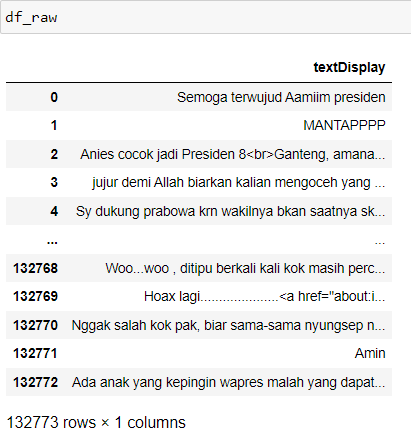 df_raw
textDisplay
0 Semoga terwujud Aamiim presiden
1 MANTAPPPP
2 Anies cocok jadi Presiden 8<br>Ganteng, amana...
3 jujur demi Allah biarkan kalian mengoceh yang ...
4 Sy dukung prabowa krn wakilnya bkan saatnya sk...
... ...
132768 Woo...woo , ditipu berkali kali kok masih perc...
132769 Hoax lagi.....................<a href="about:i...
132770 Nggak salah kok pak, biar sama-sama nyungsep n...
132771 Amin
132772 Ada anak yang kepingin wapres malah yang dapat...
132773 rows × 1 columns